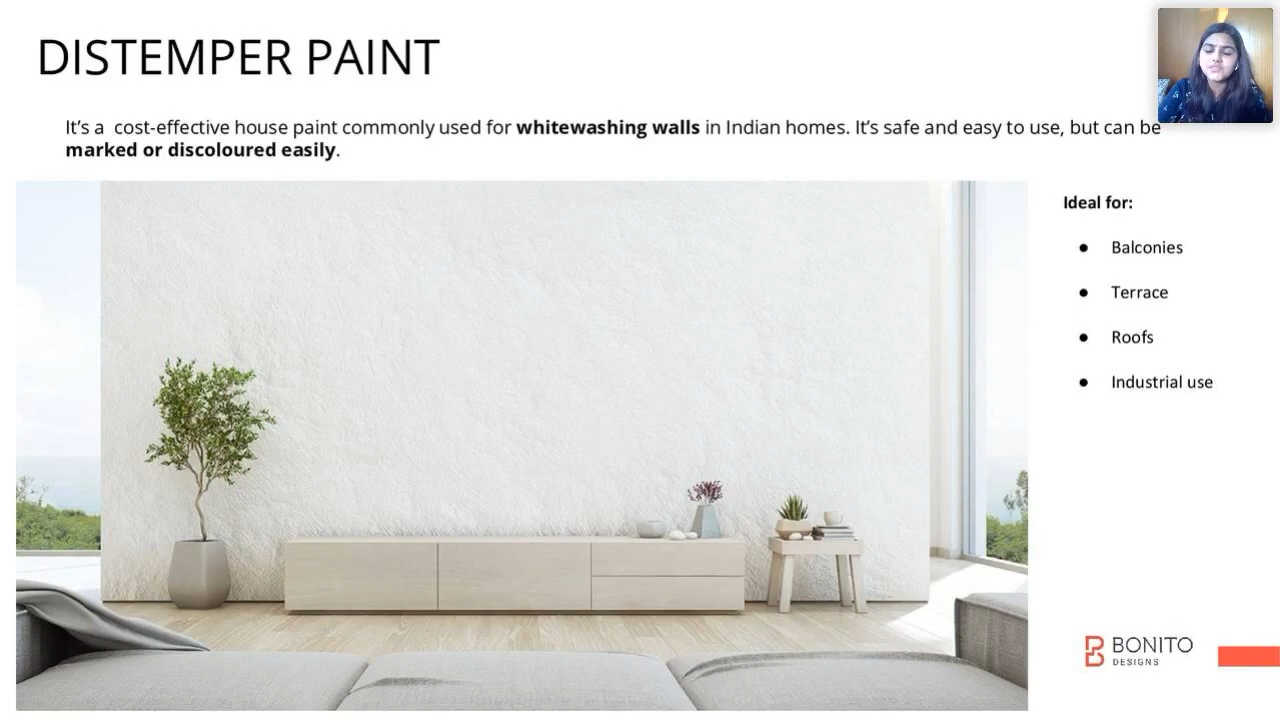 DISTEMPER PAINT
It’s a  cost-effective house paint commonly used for whitewashing walls in Indian homes. It’s safe and easy to use, but can be
marked or discoloured easily.
Ideal for:
● Balconies
● Terrace
● Roofs
● Industrial use
BONITO
DESIGNS